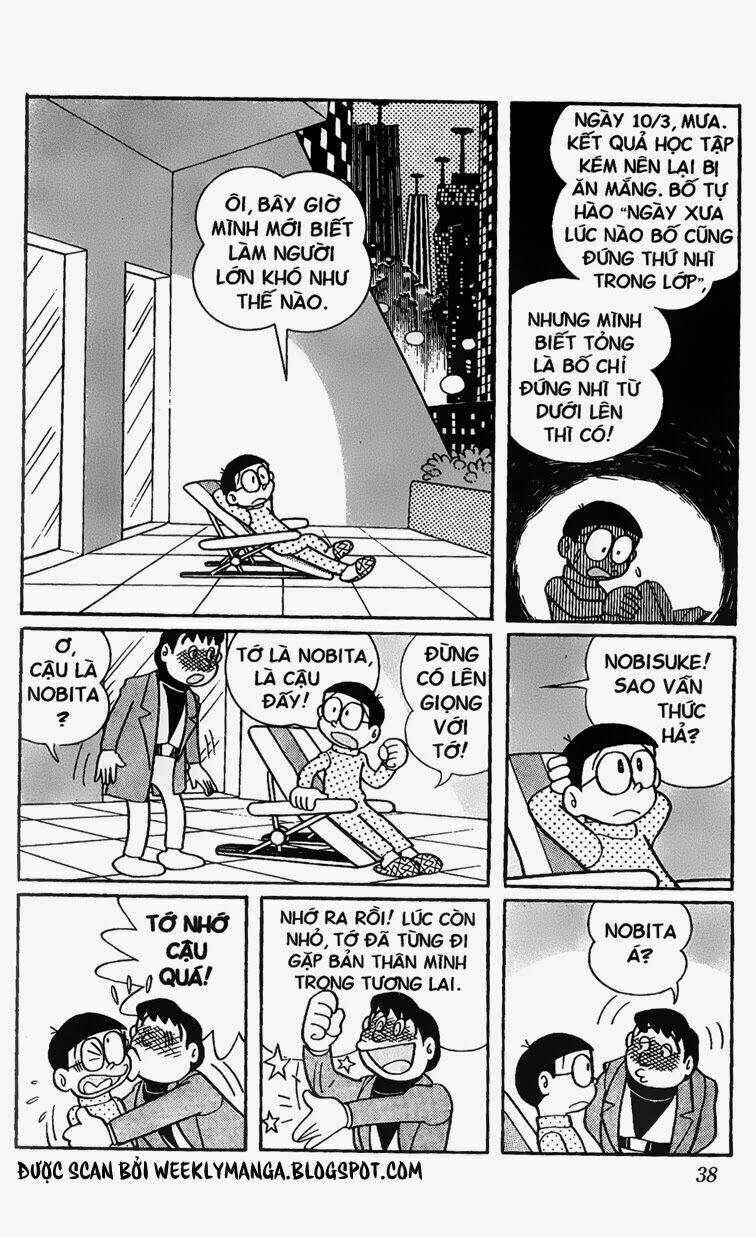 NGÀY 10/3, MƯA.
KẾT QUẢ HỌC TẬP
KÉM NÊN LẠI BỊ
ĂN MẮNG. BỐ TỰ
HÀO "NGÀY XƯA
LÚC NÀO BỐ CŨNG
ĐỨNG THỨ NHÌ
TRONG LỚP",
NHƯNG MÌNH
BIẾT TỎNG
LÀ BỐ CHỈ
ĐỨNG NHÌ TỪ
DƯỚI LÊN
THÌ CÓ!
ÔI, BÂY GIỜ
MÌNH MỚI BIẾT
LÀM NGƯỜI
LỚN KHÓ NHƯ
THẾ NÀO.
NOBISUKE!
SAO VẪN
THỨC
HẢ?
ĐỪNG
CÓ LÊN
GIỌNG
VỚI
TỚ!
TỚ LÀ NOBITA,
LÀ CẬU
ĐẤY!
Ơ,
CẬU LÀ
NOBITA
?
NOBITA
Á?
NHỚ RA RỒI! LÚC CÒN
NHỎ, TỚ ĐÃ TỪNG ĐI
GẶP BẢN THÂN MÌNH
TRONG TƯƠNG LAI.
TỚ NHỚ
CẬU
QUÁ!
ĐƯỢC SCAN BỞI WEEKLYMANGA.BLOGSPOT.COM
38